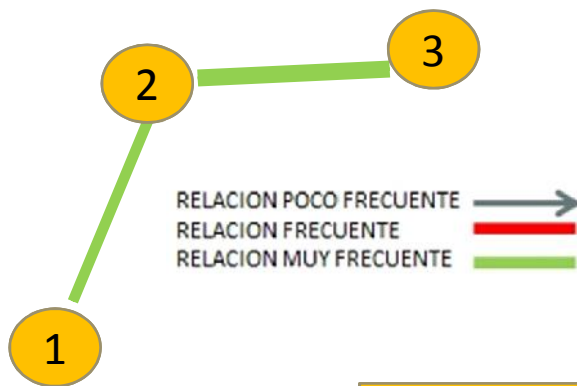 3
2
RELACION POCO FRECUENTE
RELACION FRECUENTE
RELACION MUY FRECUENTE
1